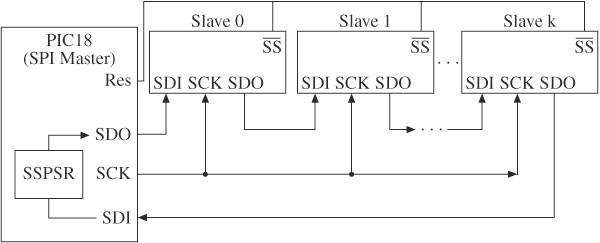 Slave 0
Slave 1
Slave k
PIC18
(SPI Master)
Res
SS
SS
SS
. . .
SDI SCK SDO
SDI SCK SDO
SDI SCK SDO
SDO
. . .
SSPSR
SCK
SDI